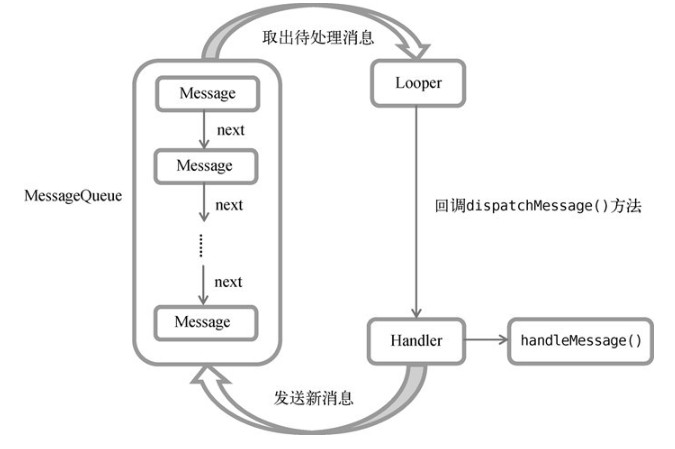 取出待处理消息
Message
Looper
next
Message
MessageQueue
next
回调dispatchMessage()方法
......
next
Message
Handler
handleMessage()
发送新消息